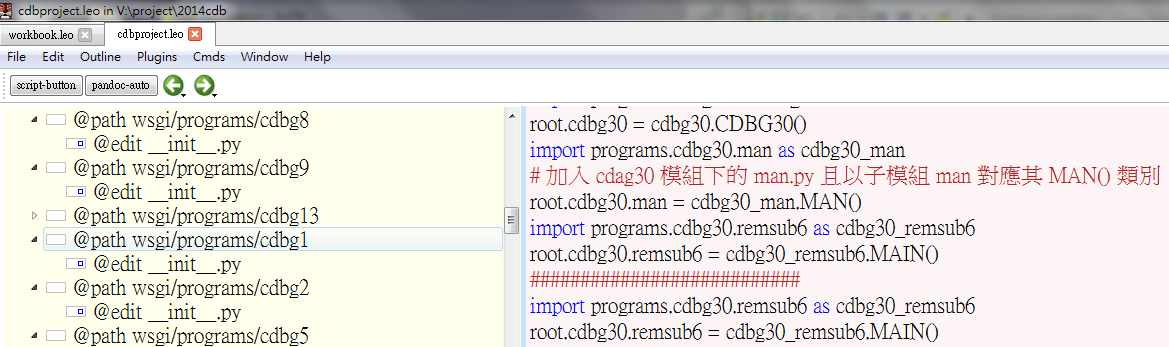 cdbproject.leo in V:\project\2014cdb
workbook.leo
cdbproject.leo
File Edit Outline Plugins Cmds Window Help
script-button pandoc-auto
@path wsgi/programs/cdbg8
@edit __init__.py
@path wsgi/programs/cdbg9
@edit __init__.py
@path wsgi/programs/cdbg13
@path wsgi/programs/cdbg1
@edit __init__.py
@path wsgi/programs/cdbg2
@edit __init__.py
@path wsgi/programs/cdbg5
root.cdbg30 = cdbg30.CDBG30()
import programs.cdbg30.man as cdbg30_man
# 加入 cdag30 模組下的 man.py 且以子模組 man 對應其 MAN() 類別
root.cdbg30.man = cdbg30_man.MAN()
import programs.cdbg30.remsub6 as cdbg30_remsub6
root.cdbg30.remsub6 = cdbg30_remsub6.MAIN()
###########################
import programs.cdbg30.remsub6 as cdbg30_remsub6
root.cdbg30.remsub6 = cdbg30_remsub6.MAIN()